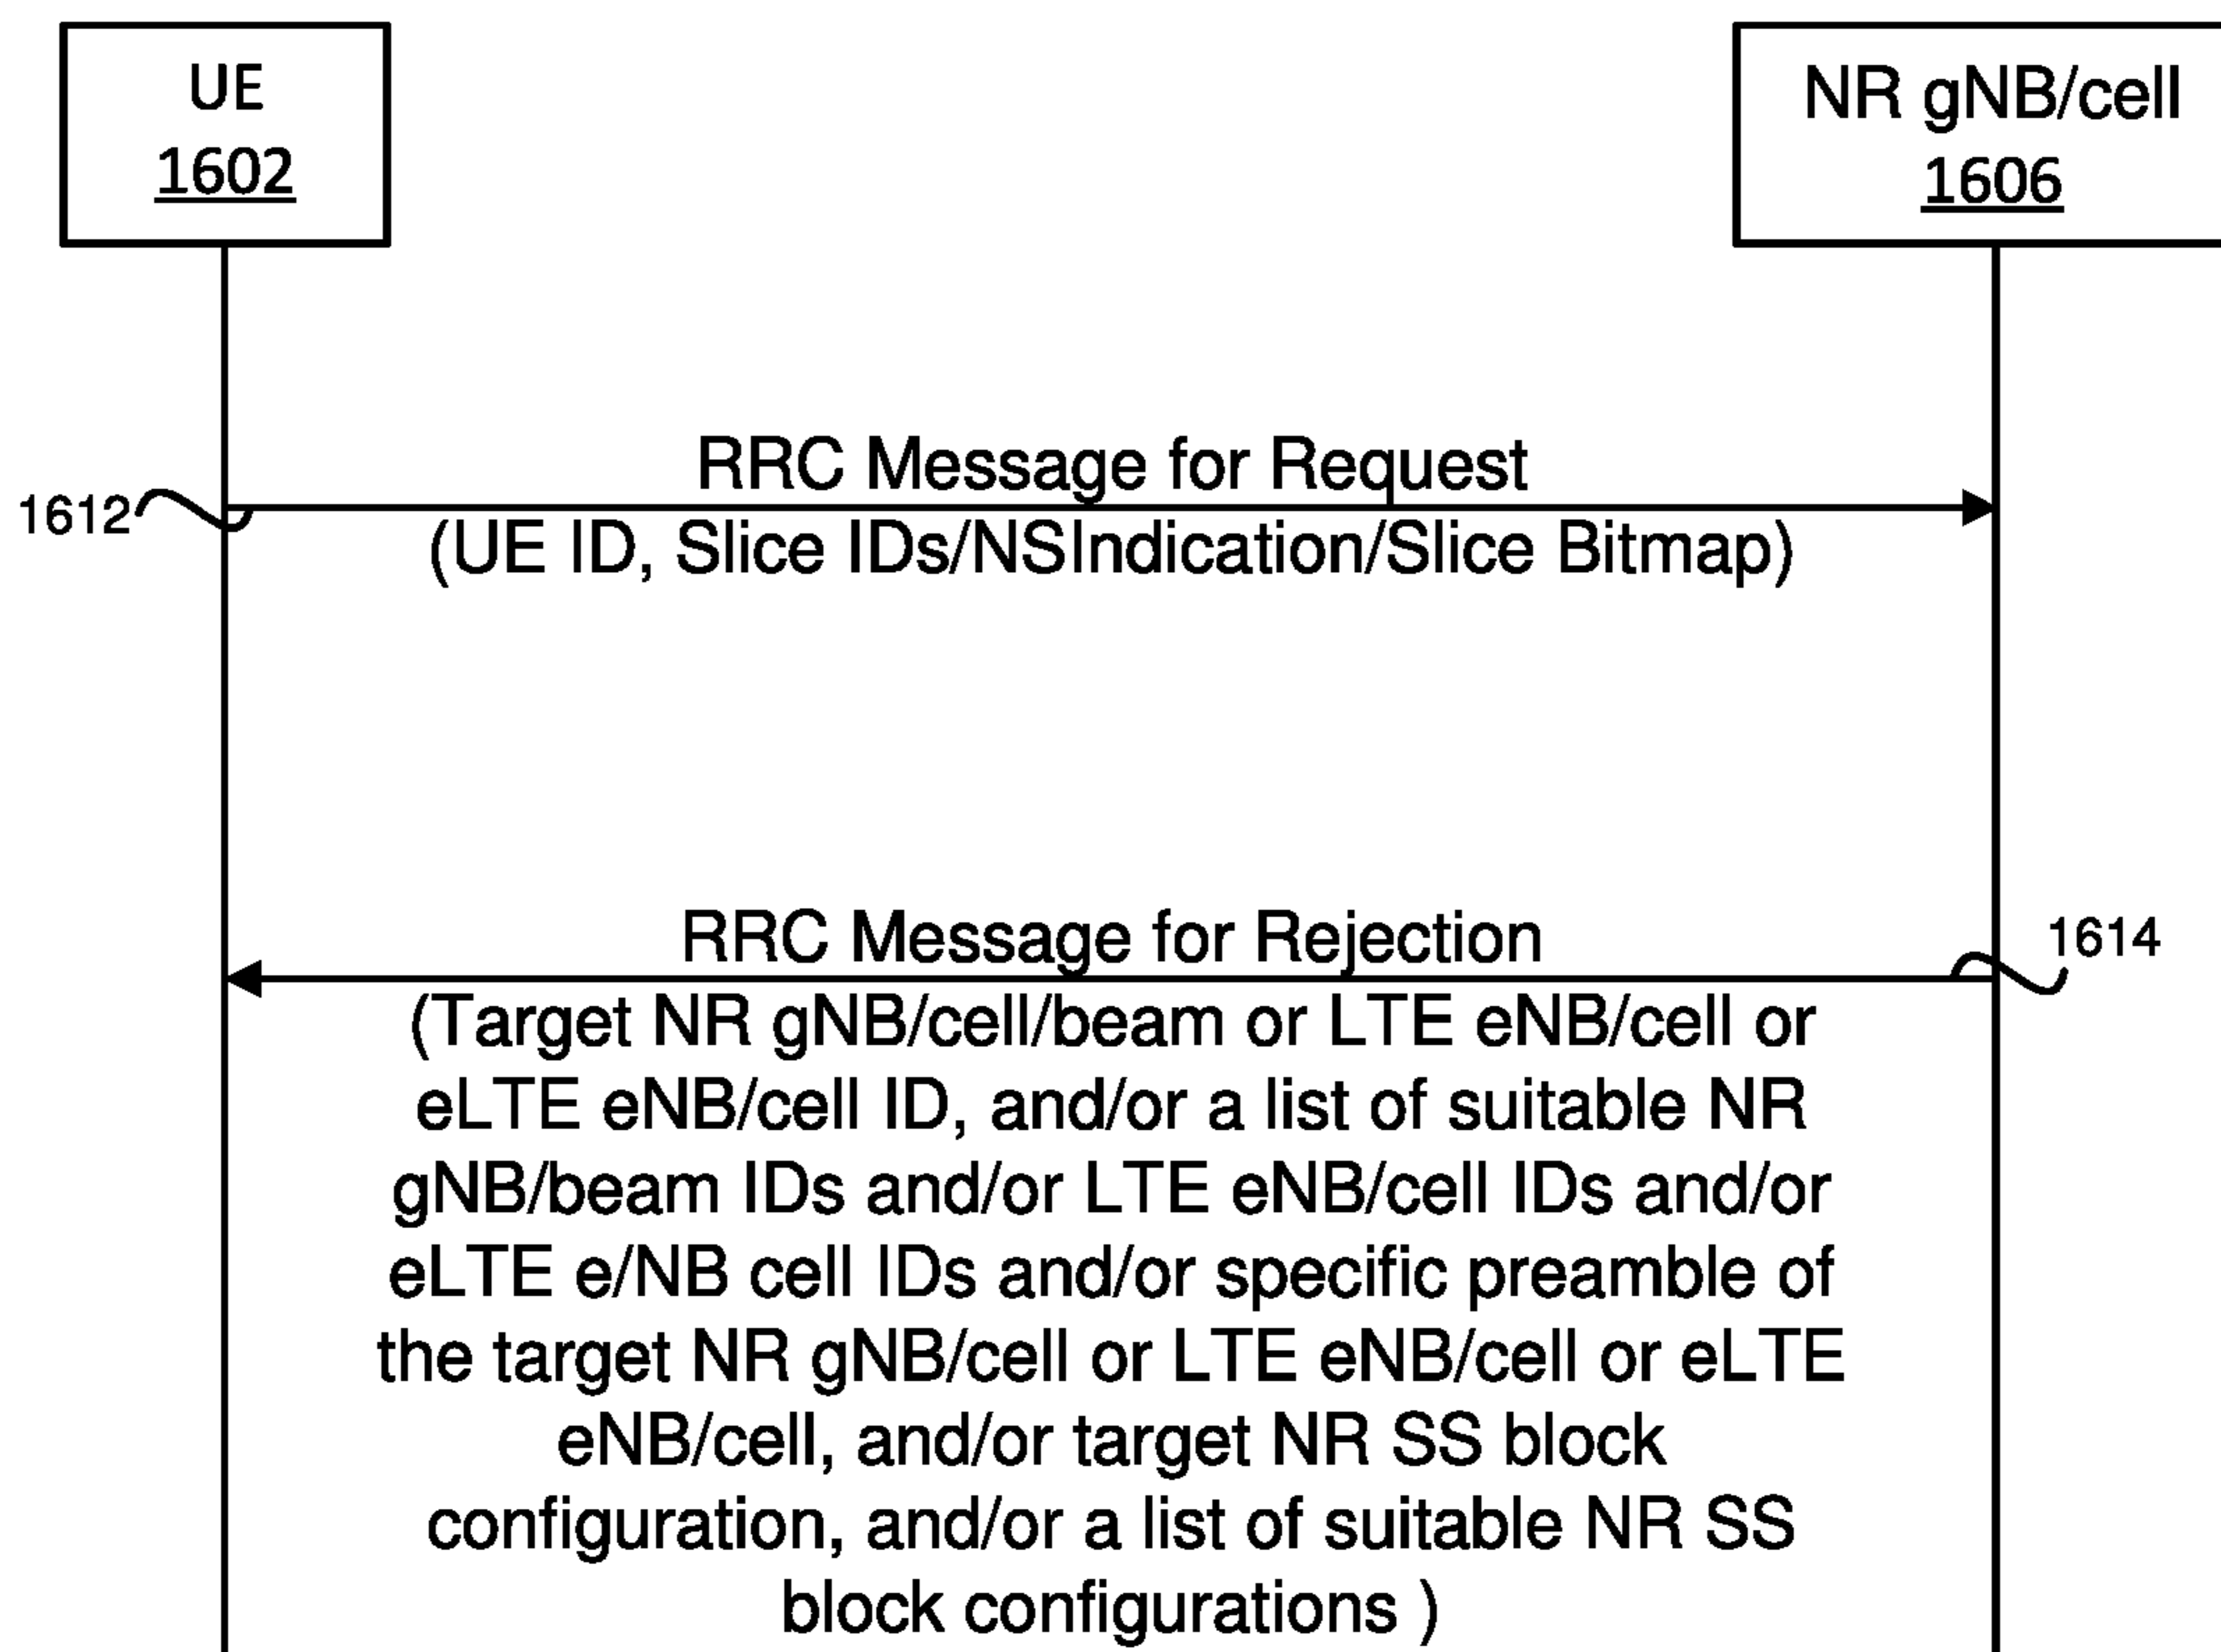 UE
1602
NR gNB/cell
1606
RRC Message for Request
1612
(UE ID, Slice IDs/NSIndication/Slice Bitmap)
RRC Message for Rejection
1614
(Target NR gNB/cell/beam or LTE eNB/cell or
eLTE eNB/cell ID, and/or a list of suitable NR
gNB/beam IDs and/or LTE eNB/cell IDs and/or
eLTE e/NB cell IDs and/or specific preamble of
the target NR gNB/cell or LTE eNB/cell or eLTE
eNB/cell, and/or target NR SS block
configuration, and/or a list of suitable NR SS
block configurations )